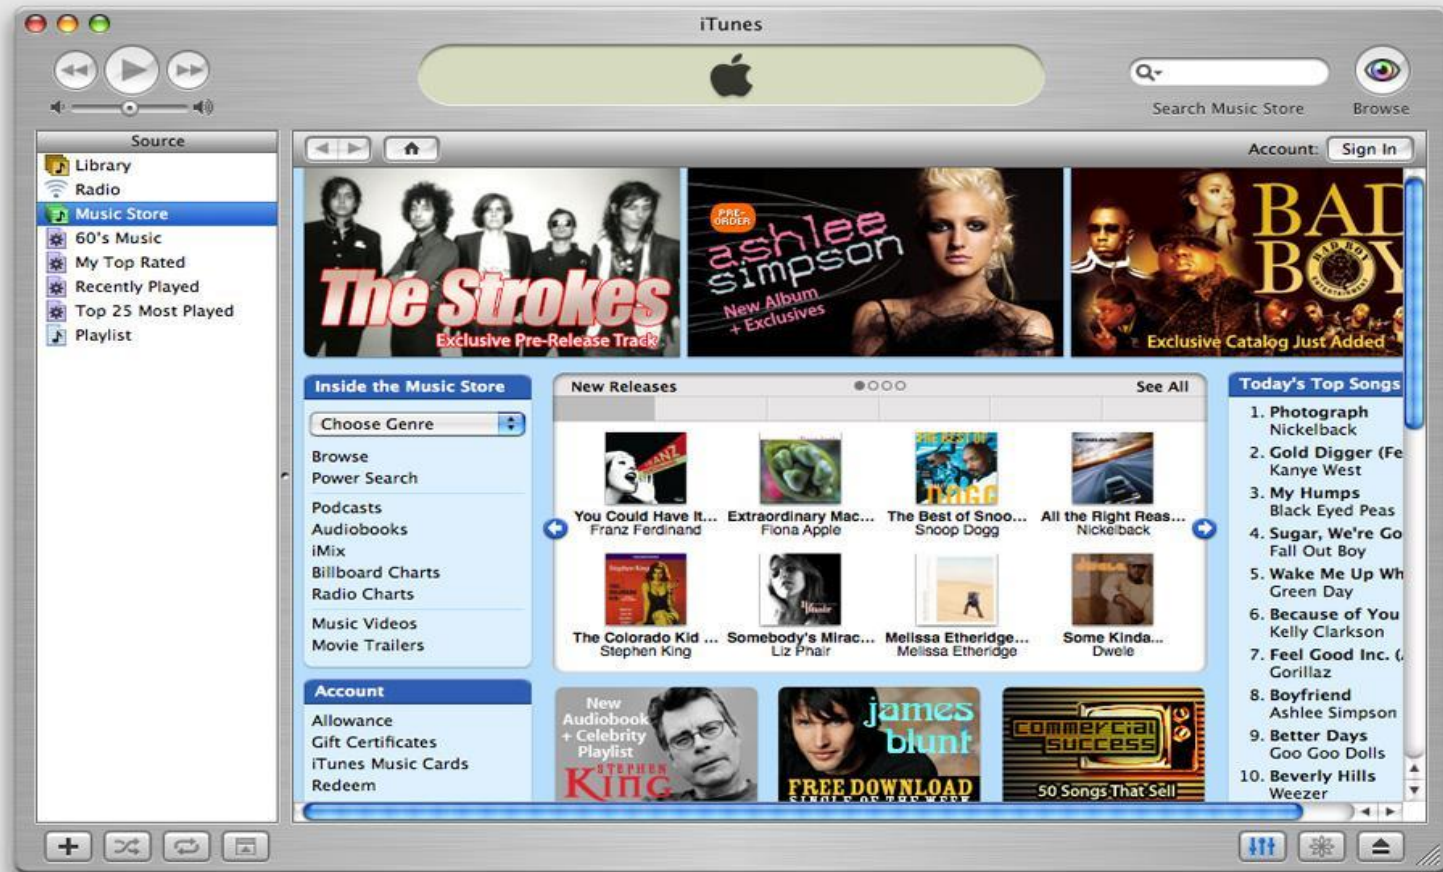 iTunes
Search Music Store
Browse
Source
Library
Radio
Music Store
60's Music
My Top Rated
Recently Played
Top 25 Most Played
Playlist
Account:
Sign In
The Strokes
Exclusive Pre-Release Track
PRE-
ORDER
ashlee
simpson
New Album
+ Exclusives
BAD
BOY
BAD BOY
ENTERTAINMENT
Exclusive Catalog Just Added
Inside the Music Store
Choose Genre
Browse
Power Search
Podcasts
Audiobooks
iMix
Billboard Charts
Radio Charts
Music Videos
Movie Trailers
Account
Allowance
Gift Certificates
iTunes Music Cards
Redeem
New Releases
See All
You Could Have It...
Franz Ferdinand
Extraordinary Mac...
Fiona Apple
The Best of Snoo...
Snoop Dogg
All the Right Reas...
Nickelback
The Colorado Kid ...
Stephen King
Somebody's Mirac...
Liz Phair
Melissa Etheridge...
Melissa Etheridge
Some Kinda...
Dwele
New
Audiobook
+ Celebrity
Playlist
STEPHEN
KING
james
blunt
FREE DOWNLOAD
SINGLE OF THE WEEK
COMMERCIAL
SUCCESS
50 Songs That Sell
Today's Top Songs
1. Photograph
Nickelback
2. Gold Digger (Fe
Kanye West
3. My Humps
Black Eyed Peas
4. Sugar, We're Go
Fall Out Boy
5. Wake Me Up Wh
Green Day
6. Because of You
Kelly Clarkson
7. Feel Good Inc. (
Gorillaz
8. Boyfriend
Ashlee Simpson
9. Better Days
Goo Goo Dolls
10. Beverly Hills
Weezer